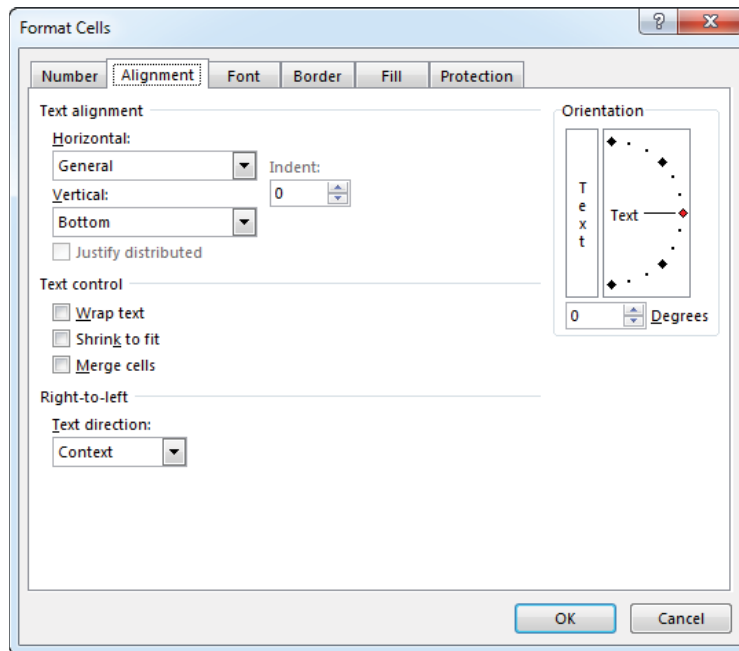 Format Cells
?
Number Alignment Font Border Fill Protection
Text alignment
Horizontal:
General
Indent:
0
Vertical:
Bottom
Justify distributed
Text control
Wrap text
Shrink to fit
Merge cells
Right-to-left
Text direction:
Context
Orientation
T
e
x
t
Text
0 Degrees
OK Cancel